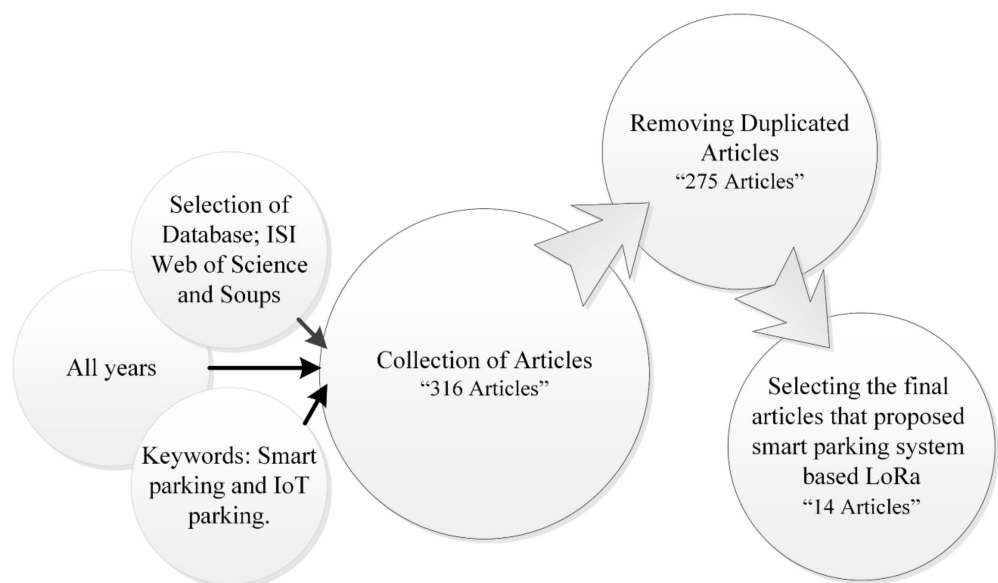 Selection of
Database; ISI
Web of Science
and Soups
All years
Keywords: Smart
parking and IoT
parking.
Collection of Articles
“316 Articles”
Removing Duplicated
Articles
“275 Articles”
Selecting the final
articles that proposed
smart parking system
based LoRa
“14 Articles”